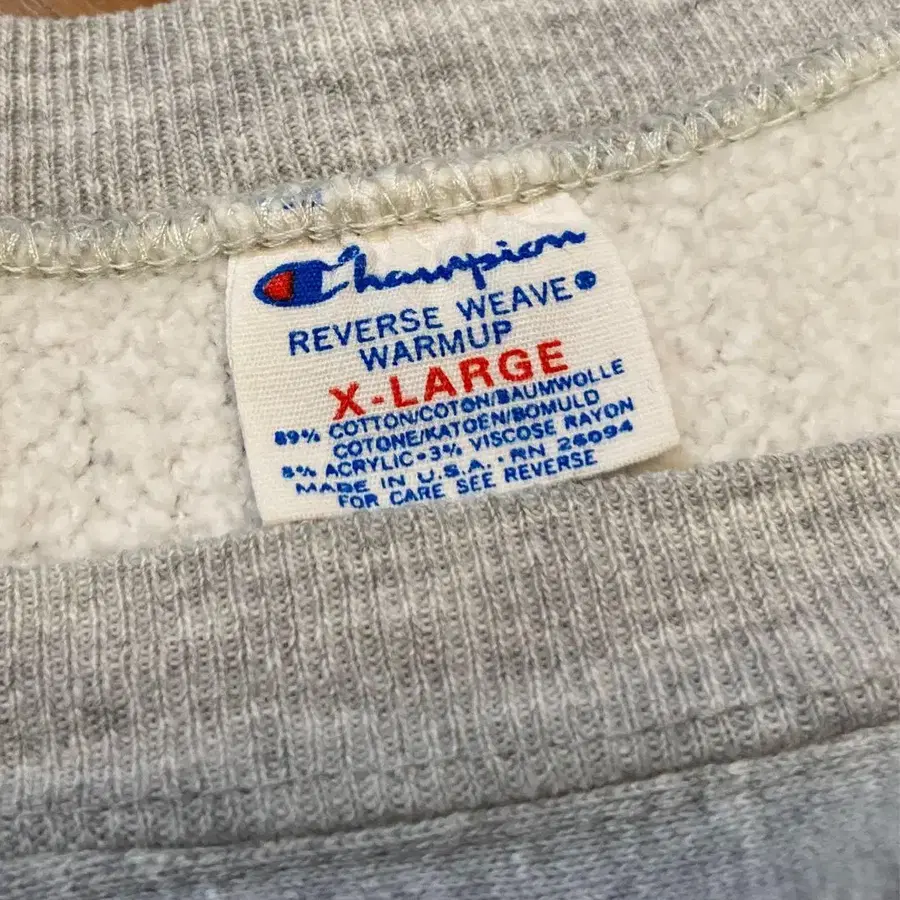 Champion
REVERSE WEAVE
WARMUP
X-LARGE
89% COTTON/COTON/BAUMWOLLE
COTONE/KATOEN/BOMULD
8% ACRYLIC • 3% VISCOSE RAYON
MADE IN U.S.A. • RN 26094
FOR CARE SEE REVERSE